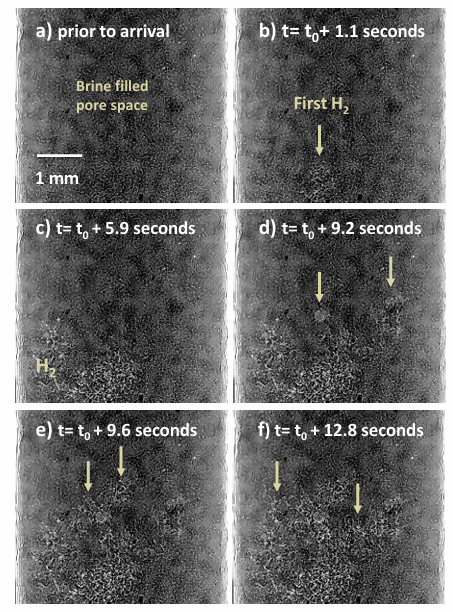 a) prior to arrival
Brine filled
pore space
1 mm
b) t= t₀+ 1.1 seconds
First H₂
c) t= t₀ + 5.9 seconds
H₂
d) t= t₀ + 9.2 seconds
e) t= t₀ + 9.6 seconds
f) t= t₀ + 12.8 seconds